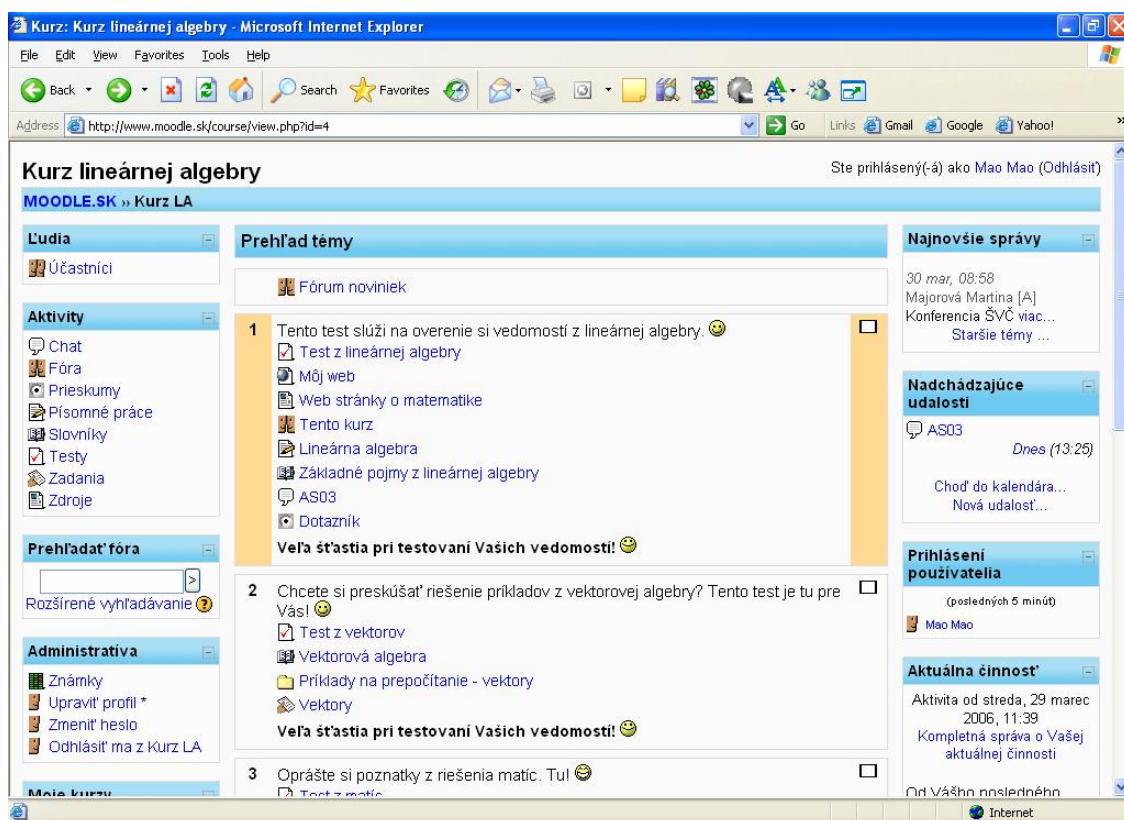 Kurz: Kurz lineárnej algebry - Microsoft Internet Explorer
File Edit View Favorites Tools Help
Back Search Favorites
Address http://www.moodle.sk/course/view.php?id=4 Go Links Gmail Google Yahoo! »
Kurz lineárnej algebry
Ste prihlásený(-á) ako Mao Mao (Odhlásiť)
MOODLE.SK » Kurz LA
Ľudia
Účastníci
Aktivity
Chat
Fóra
Prieskumy
Písomné práce
Slovníky
Testy
Zadania
Zdroje
Prehľadať fóra
>
Rozšírené vyhľadávanie ?
Administratíva
Známky
Upraviť profil *
Zmeniť heslo
Odhlásiť ma z Kurz LA
Moje kurzy
Prehľad témy
Fórum noviniek
1 Tento test slúži na overenie si vedomostí z lineárnej algebry.
Test z lineárnej algebry
Môj web
Web stránky o matematike
Tento kurz
Lineárna algebra
Základné pojmy z lineárnej algebry
AS03
Dotazník
Veľa šťastia pri testovaní Vašich vedomostí!
2 Chcete si preskúšať riešenie príkladov z vektorovej algebry? Tento test je tu pre
Vás!
Test z vektorov
Vektorová algebra
Príklady na prepočítanie - vektory
Vektory
Veľa šťastia pri testovaní Vašich vedomostí!
3 Oprášte si poznatky z riešenia matíc. Tu!
Test z matíc
Najnovšie správy
30 mar, 08:58
Majorová Martina [A]
Konferencia ŠVČ viac...
Staršie témy ...
Nadchádzajúce
udalosti
AS03
Dnes (13:25)
Choď do kalendára...
Nová udalosť...
Prihlásení
používatelia
(posledných 5 minút)
Mao Mao
Aktuálna činnosť
Aktivita od streda, 29 marec
2006, 11:39
Kompletná správa o Vašej
aktuálnej činnosti
Od Vášho posledného
Internet